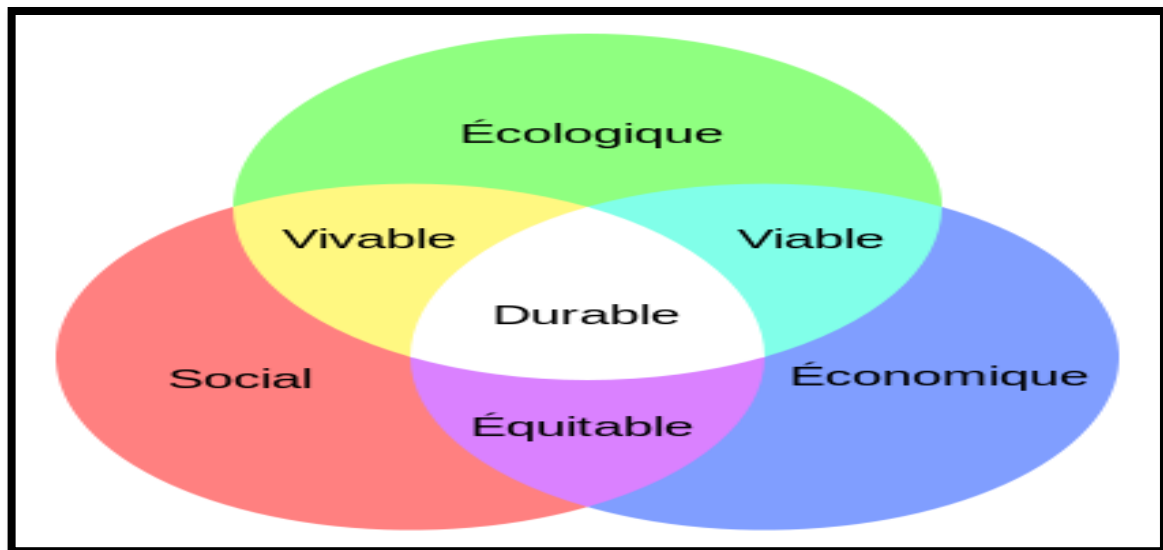 Écologique
Vivable
Viable
Durable
Social
Économique
Équitable